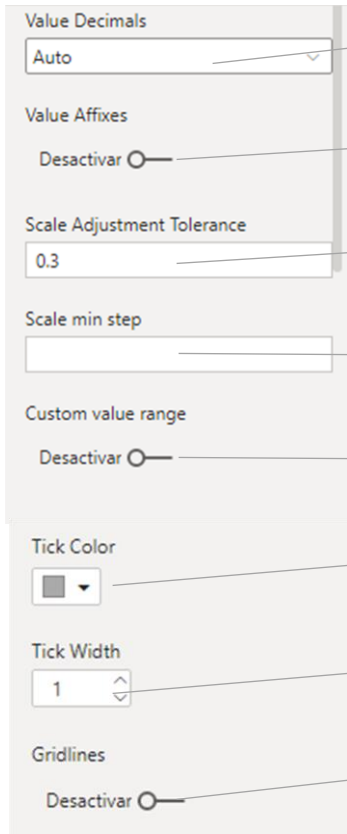 Value Decimals
Auto
Value Affixes
Desactivar
Scale Adjustment Tolerance
0.3
Scale min step
Custom value range
Desactivar
Tick Color
Tick Width
1
Gridlines
Desactivar